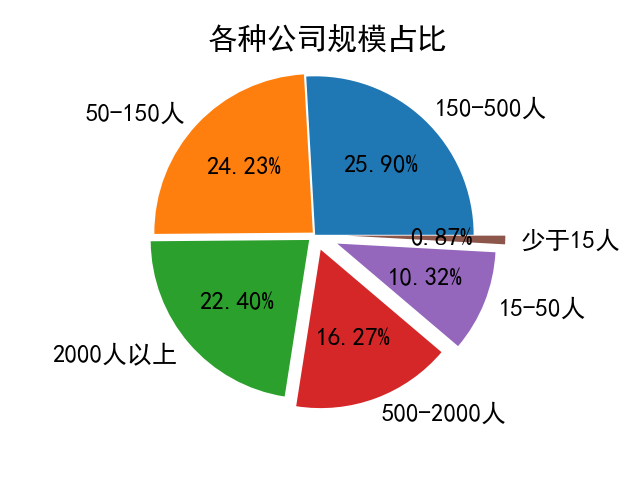 各种公司规模占比
150-500人
25.90%
50-150人
24.23%
2000人以上
22.40%
500-2000人
16.27%
15-50人
10.32%
少于15人
0.87%